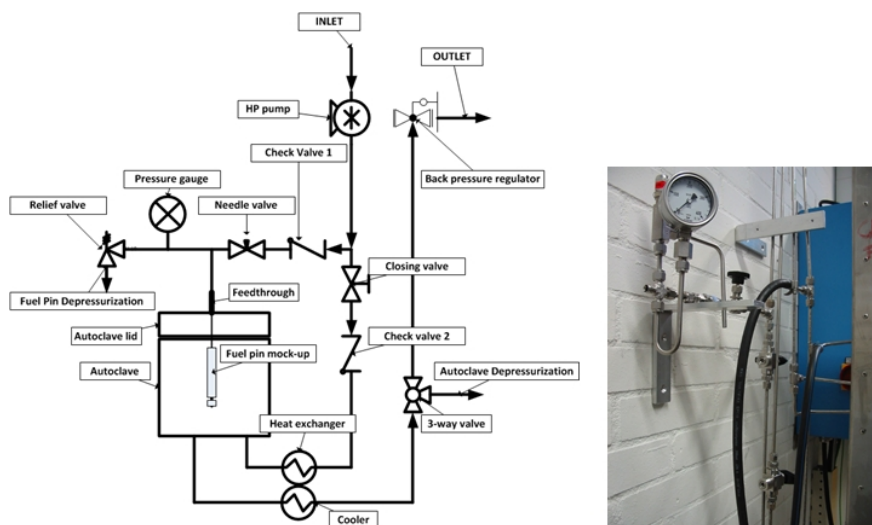 INLET
OUTLET
HP pump
Check Valve 1
Back pressure regulator
Pressure gauge
Relief valve
Needle valve
Closing valve
Fuel Pin Depressurization
Feedthrough
Autoclave lid
Check valve 2
Fuel pin mock-up
Autoclave
Autoclave Depressurization
3-way valve
Heat exchanger
Cooler